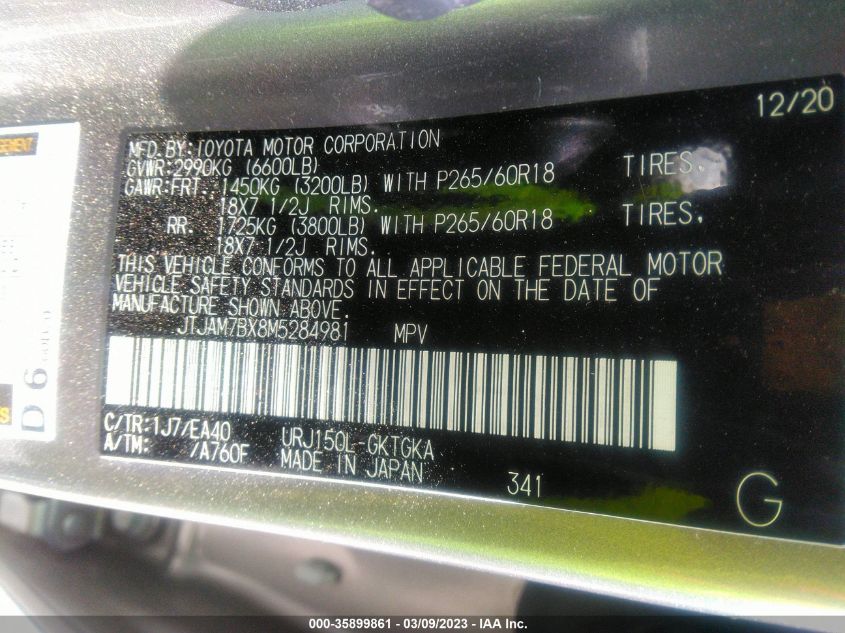 12/20
MFD.BY:TOYOTA MOTOR CORPORATION
GVWR:2990KG (6600LB)
GAWR:FRT. 1450KG (3200LB) WITH P265/60R18 TIRES,
18X7 1/2J RIMS.
RR. 1725KG (3800LB) WITH P265/60R18 TIRES,
18X7 1/2J RIMS.
THIS VEHICLE CONFORMS TO ALL APPLICABLE FEDERAL MOTOR
VEHICLE SAFETY STANDARDS IN EFFECT ON THE DATE OF
MANUFACTURE SHOWN ABOVE.
JTJAM7BX8M5284981 MPV
C/TR:1J7/EA40 URJ150L-GKTGKA
A/TM: /A760F MADE IN JAPAN
341
G
D 6
000-35899861 - 03/09/2023 - IAA Inc.